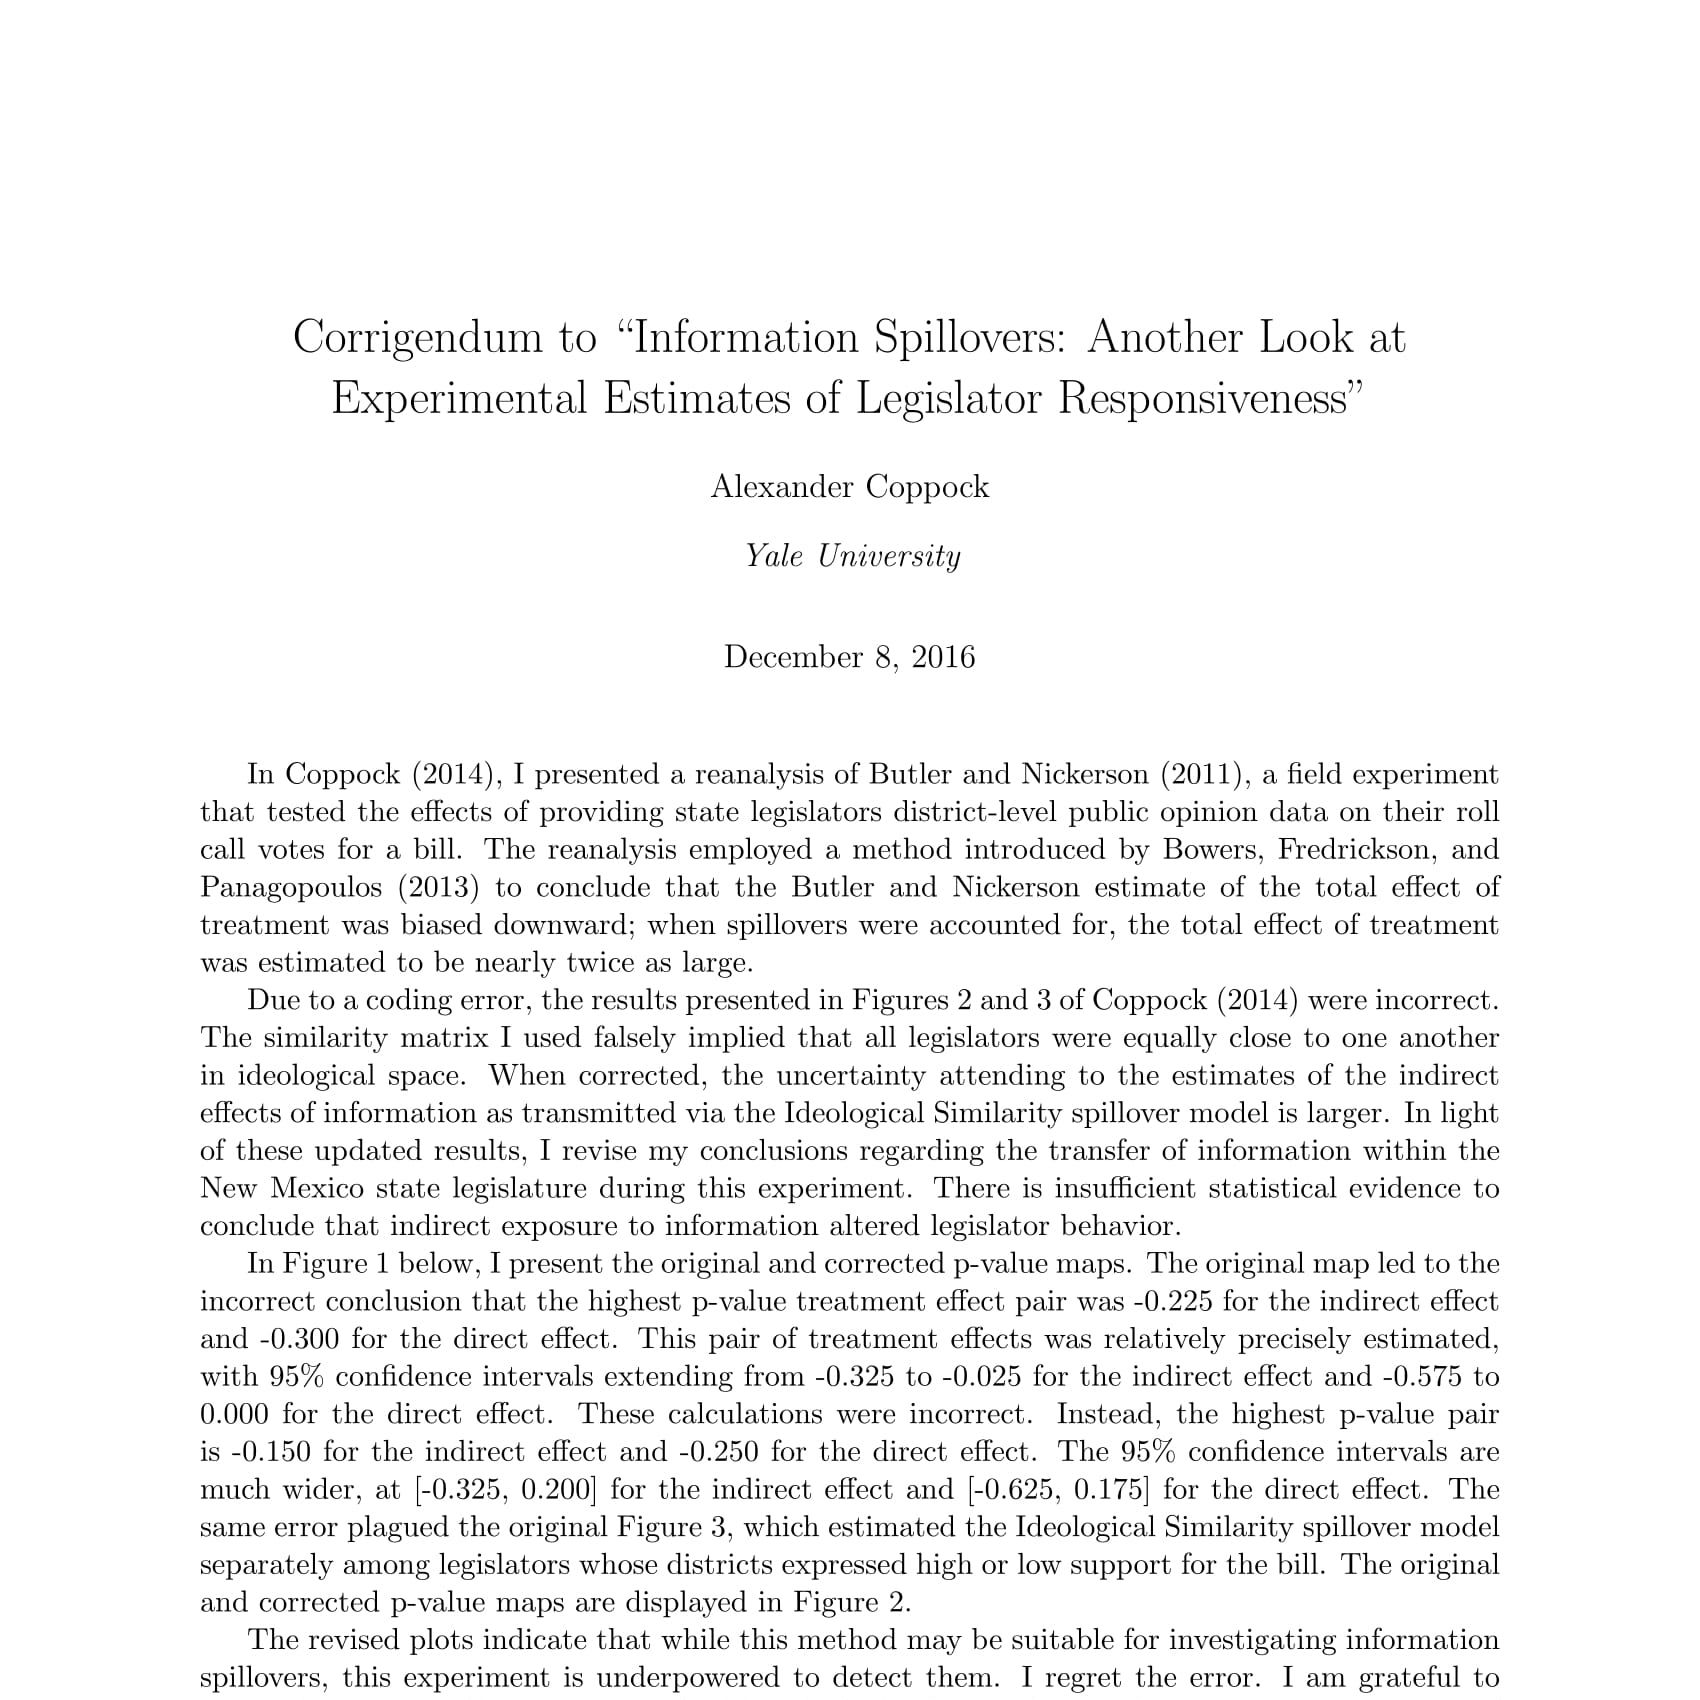 Corrigendum to “Information Spillovers: Another Look at
Experimental Estimates of Legislator Responsiveness”
Alexander Coppock
Yale University
December 8, 2016
In Coppock (2014), I presented a reanalysis of Butler and Nickerson (2011), a field experiment
that tested the effects of providing state legislators district-level public opinion data on their roll
call votes for a bill. The reanalysis employed a method introduced by Bowers, Fredrickson, and
Panagopoulos (2013) to conclude that the Butler and Nickerson estimate of the total effect of
treatment was biased downward; when spillovers were accounted for, the total effect of treatment
was estimated to be nearly twice as large.
Due to a coding error, the results presented in Figures 2 and 3 of Coppock (2014) were incorrect.
The similarity matrix I used falsely implied that all legislators were equally close to one another
in ideological space. When corrected, the uncertainty attending to the estimates of the indirect
effects of information as transmitted via the Ideological Similarity spillover model is larger. In light
of these updated results, I revise my conclusions regarding the transfer of information within the
New Mexico state legislature during this experiment. There is insufficient statistical evidence to
conclude that indirect exposure to information altered legislator behavior.
In Figure 1 below, I present the original and corrected p-value maps. The original map led to the
incorrect conclusion that the highest p-value treatment effect pair was -0.225 for the indirect effect
and -0.300 for the direct effect. This pair of treatment effects was relatively precisely estimated,
with 95% confidence intervals extending from -0.325 to -0.025 for the indirect effect and -0.575 to
0.000 for the direct effect. These calculations were incorrect. Instead, the highest p-value pair
is -0.150 for the indirect effect and -0.250 for the direct effect. The 95% confidence intervals are
much wider, at [-0.325, 0.200] for the indirect effect and [-0.625, 0.175] for the direct effect. The
same error plagued the original Figure 3, which estimated the Ideological Similarity spillover model
separately among legislators whose districts expressed high or low support for the bill. The original
and corrected p-value maps are displayed in Figure 2.
The revised plots indicate that while this method may be suitable for investigating information
spillovers, this experiment is underpowered to detect them. I regret the error. I am grateful to